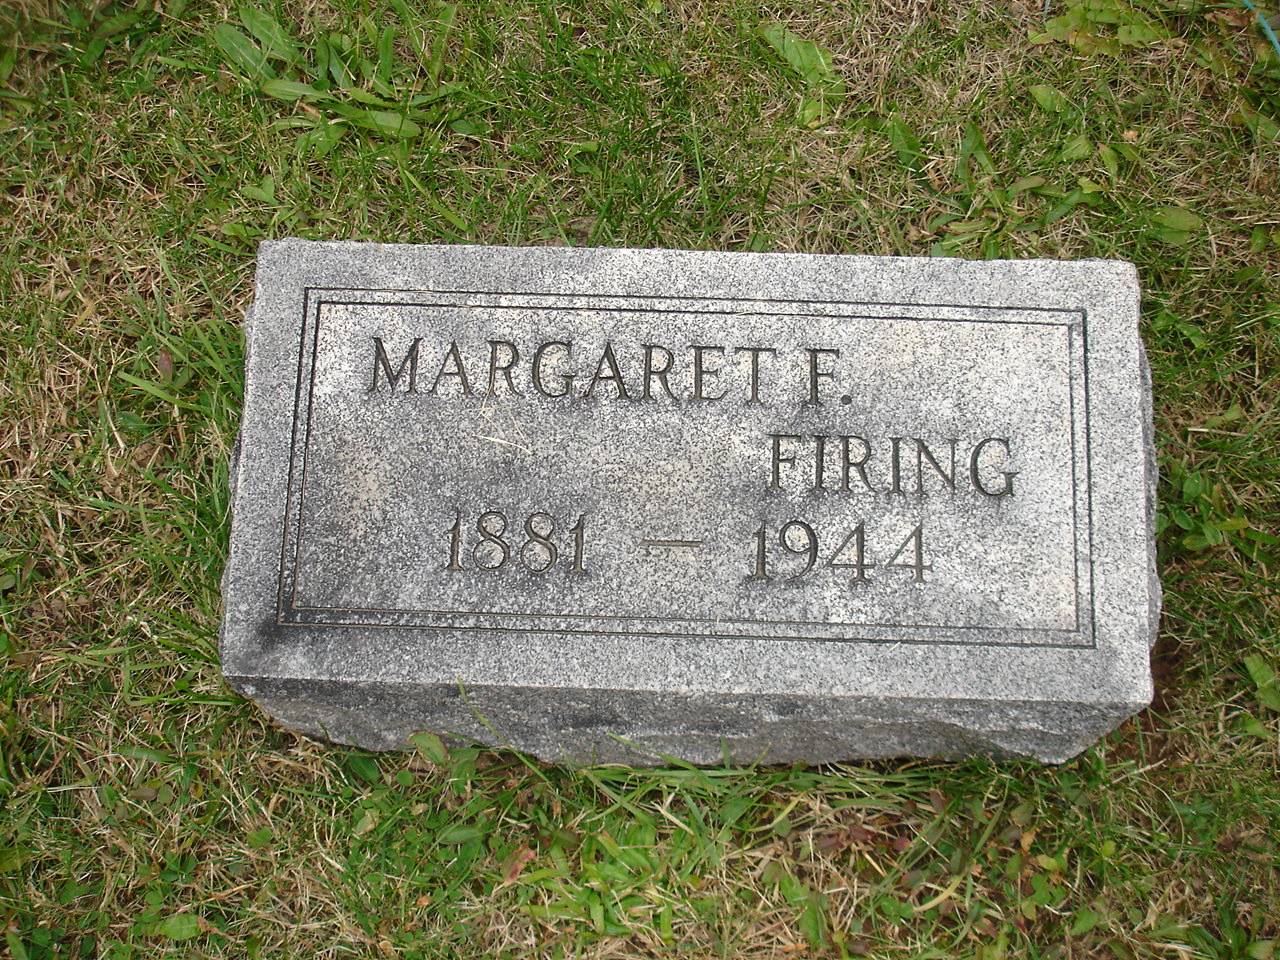 MARGARET F.
FIRING
1881 — 1944